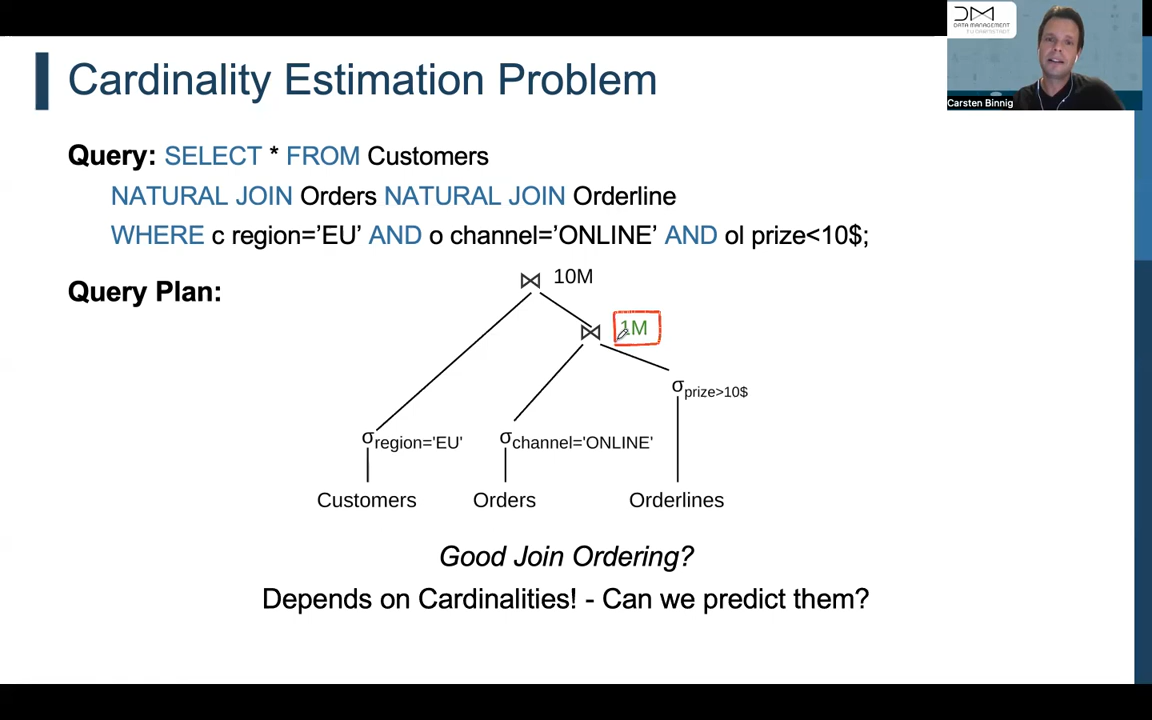 DATA MANAGEMENT
Carsten Binnig
Cardinality Estimation Problem
Query: SELECT * FROM Customers
NATURAL JOIN Orders NATURAL JOIN Orderline
WHERE c region=’EU’ AND o channel=’ONLINE’ AND ol prize<10$;
Query Plan:
⋈ 10M
⋈ 1M
σprize>10$
σregion='EU' σchannel='ONLINE'
Customers Orders Orderlines
Good Join Ordering?
Depends on Cardinalities! - Can we predict them?